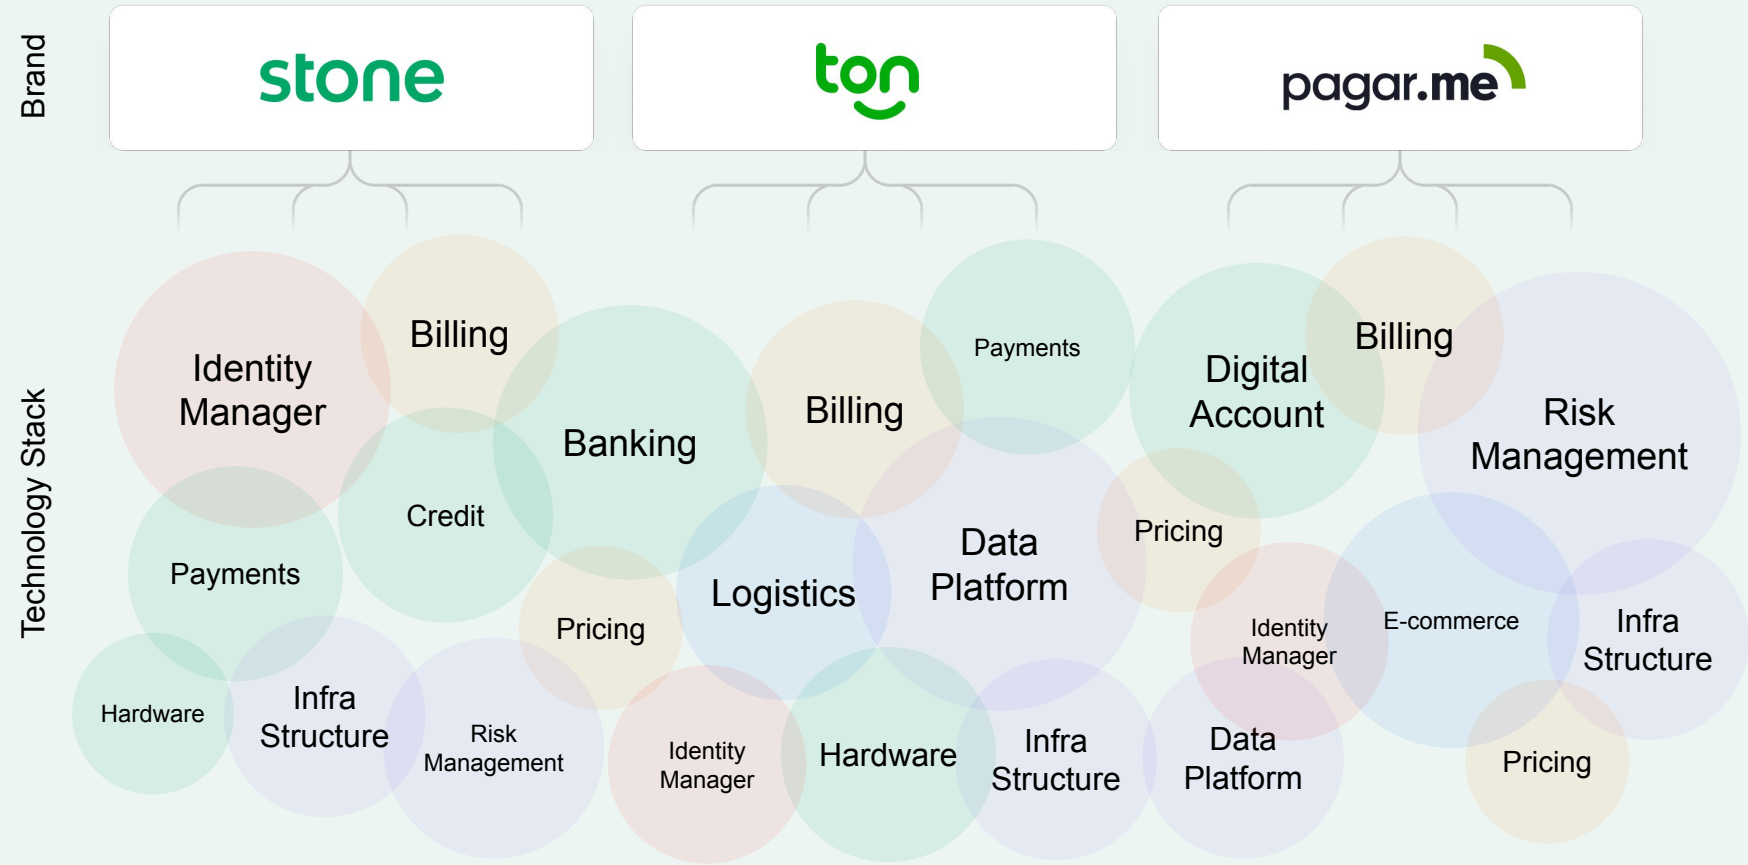 Brand
stone
ton
pagar.me
Technology Stack
Identity
Manager
Billing
Banking
Credit
Payments
Hardware
Infra
Structure
Risk
Management
Pricing
Billing
Payments
Logistics
Data
Platform
Identity
Manager
Hardware
Infra
Structure
Digital
Account
Billing
Risk
Management
Pricing
Identity
Manager
E-commerce
Infra
Structure
Data
Platform
Pricing